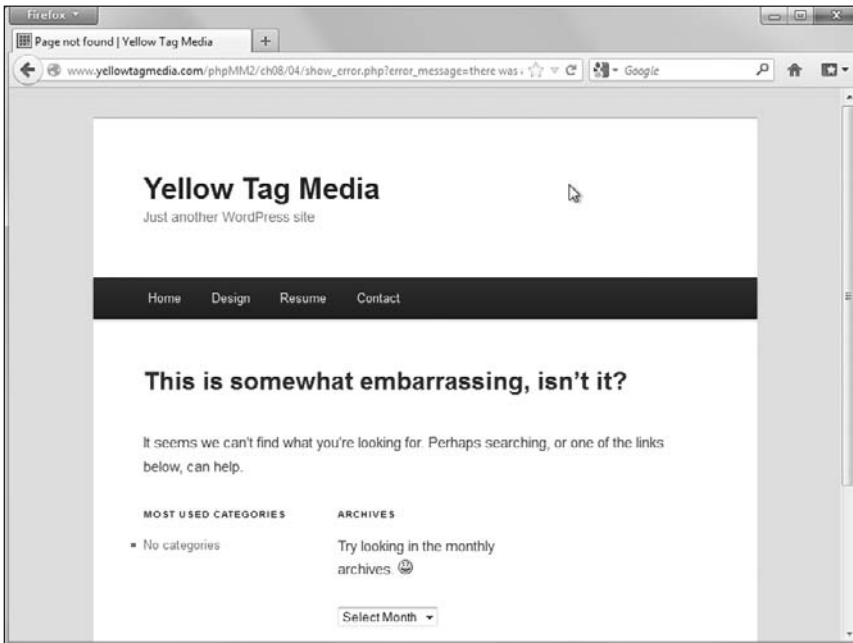 Firefox
Page not found | Yellow Tag Media
www.yellowtagmedia.com/phpMM2/ch08/04/show_error.php?error_message=there was
Google
Yellow Tag Media
Just another WordPress site
Home Design Resume Contact
This is somewhat embarrassing, isn't it?
It seems we can't find what you're looking for. Perhaps searching, or one of the links
below, can help.
MOST USED CATEGORIES
No categories
ARCHIVES
Try looking in the monthly
archives.
Select Month